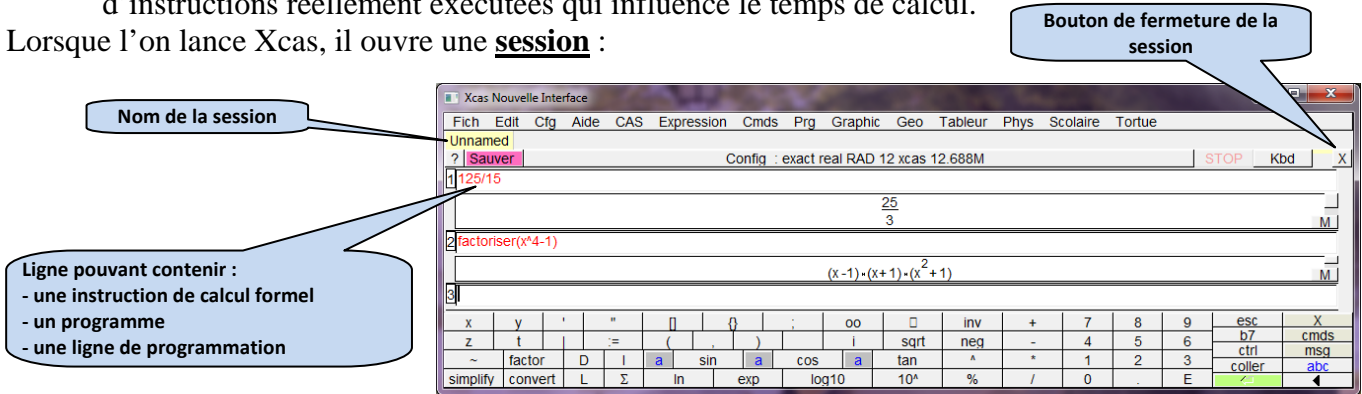 d’instructions réellement exécutées qui influence le temps de calcul.
Lorsque l’on lance Xcas, il ouvre une session :
Bouton de fermeture de la
session
Nom de la session
Xcas Nouvelle Interface
Fich Edit Cfg Aide CAS Expression Cmds Prg Graphic Geo Tableur Phys Scolaire Tortue
Unnamed
? Sauver Config : exact real RAD 12 xcas 12.688M STOP Kbd X
1 125/15
25
3
M
2 factoriser(x^4-1)
(x-1)*(x+1)*(x^2+1)
M
3
Ligne pouvant contenir :
- une instruction de calcul formel
- un programme
- une ligne de programmation
x y ' " [] {} ; oo inv + 7 8 9 esc X
z t | := ( , ) i sqrt neg - 4 5 6 b7 cmds
~ factor D I a sin a cos a tan ^ * 1 2 3 ctrl msg
coller abc
simplify convert L Σ ln exp log10 10^ % / 0 . E